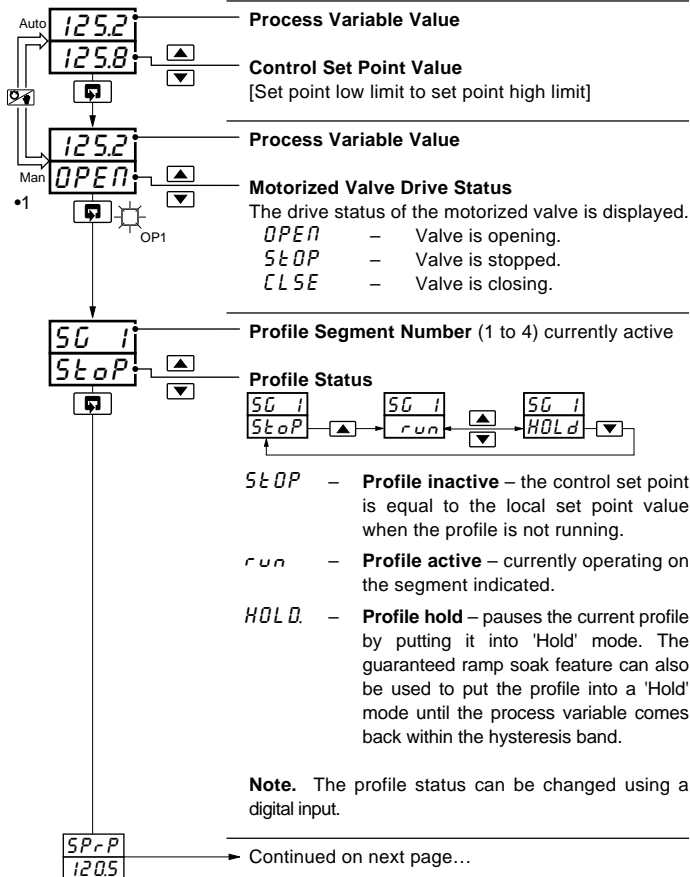 Auto
125.2
Process Variable Value
125.8
Control Set Point Value
[Set point low limit to set point high limit]
125.2
Process Variable Value
Man
OPEN
•1
OP1
Motorized Valve Drive Status
The drive status of the motorized valve is displayed.
OPEN – Valve is opening.
StOP – Valve is stopped.
CLSE – Valve is closing.
SG 1
Profile Segment Number (1 to 4) currently active
StoP
Profile Status
SG 1 SG 1 SG 1
StoP run HOLd
StOP – Profile inactive – the control set point
is equal to the local set point value
when the profile is not running.
run – Profile active – currently operating on
the segment indicated.
HOLD. – Profile hold – pauses the current profile
by putting it into 'Hold' mode. The
guaranteed ramp soak feature can also
be used to put the profile into a 'Hold'
mode until the process variable comes
back within the hysteresis band.
Note. The profile status can be changed using a
digital input.
SPrP
120.5
Continued on next page…